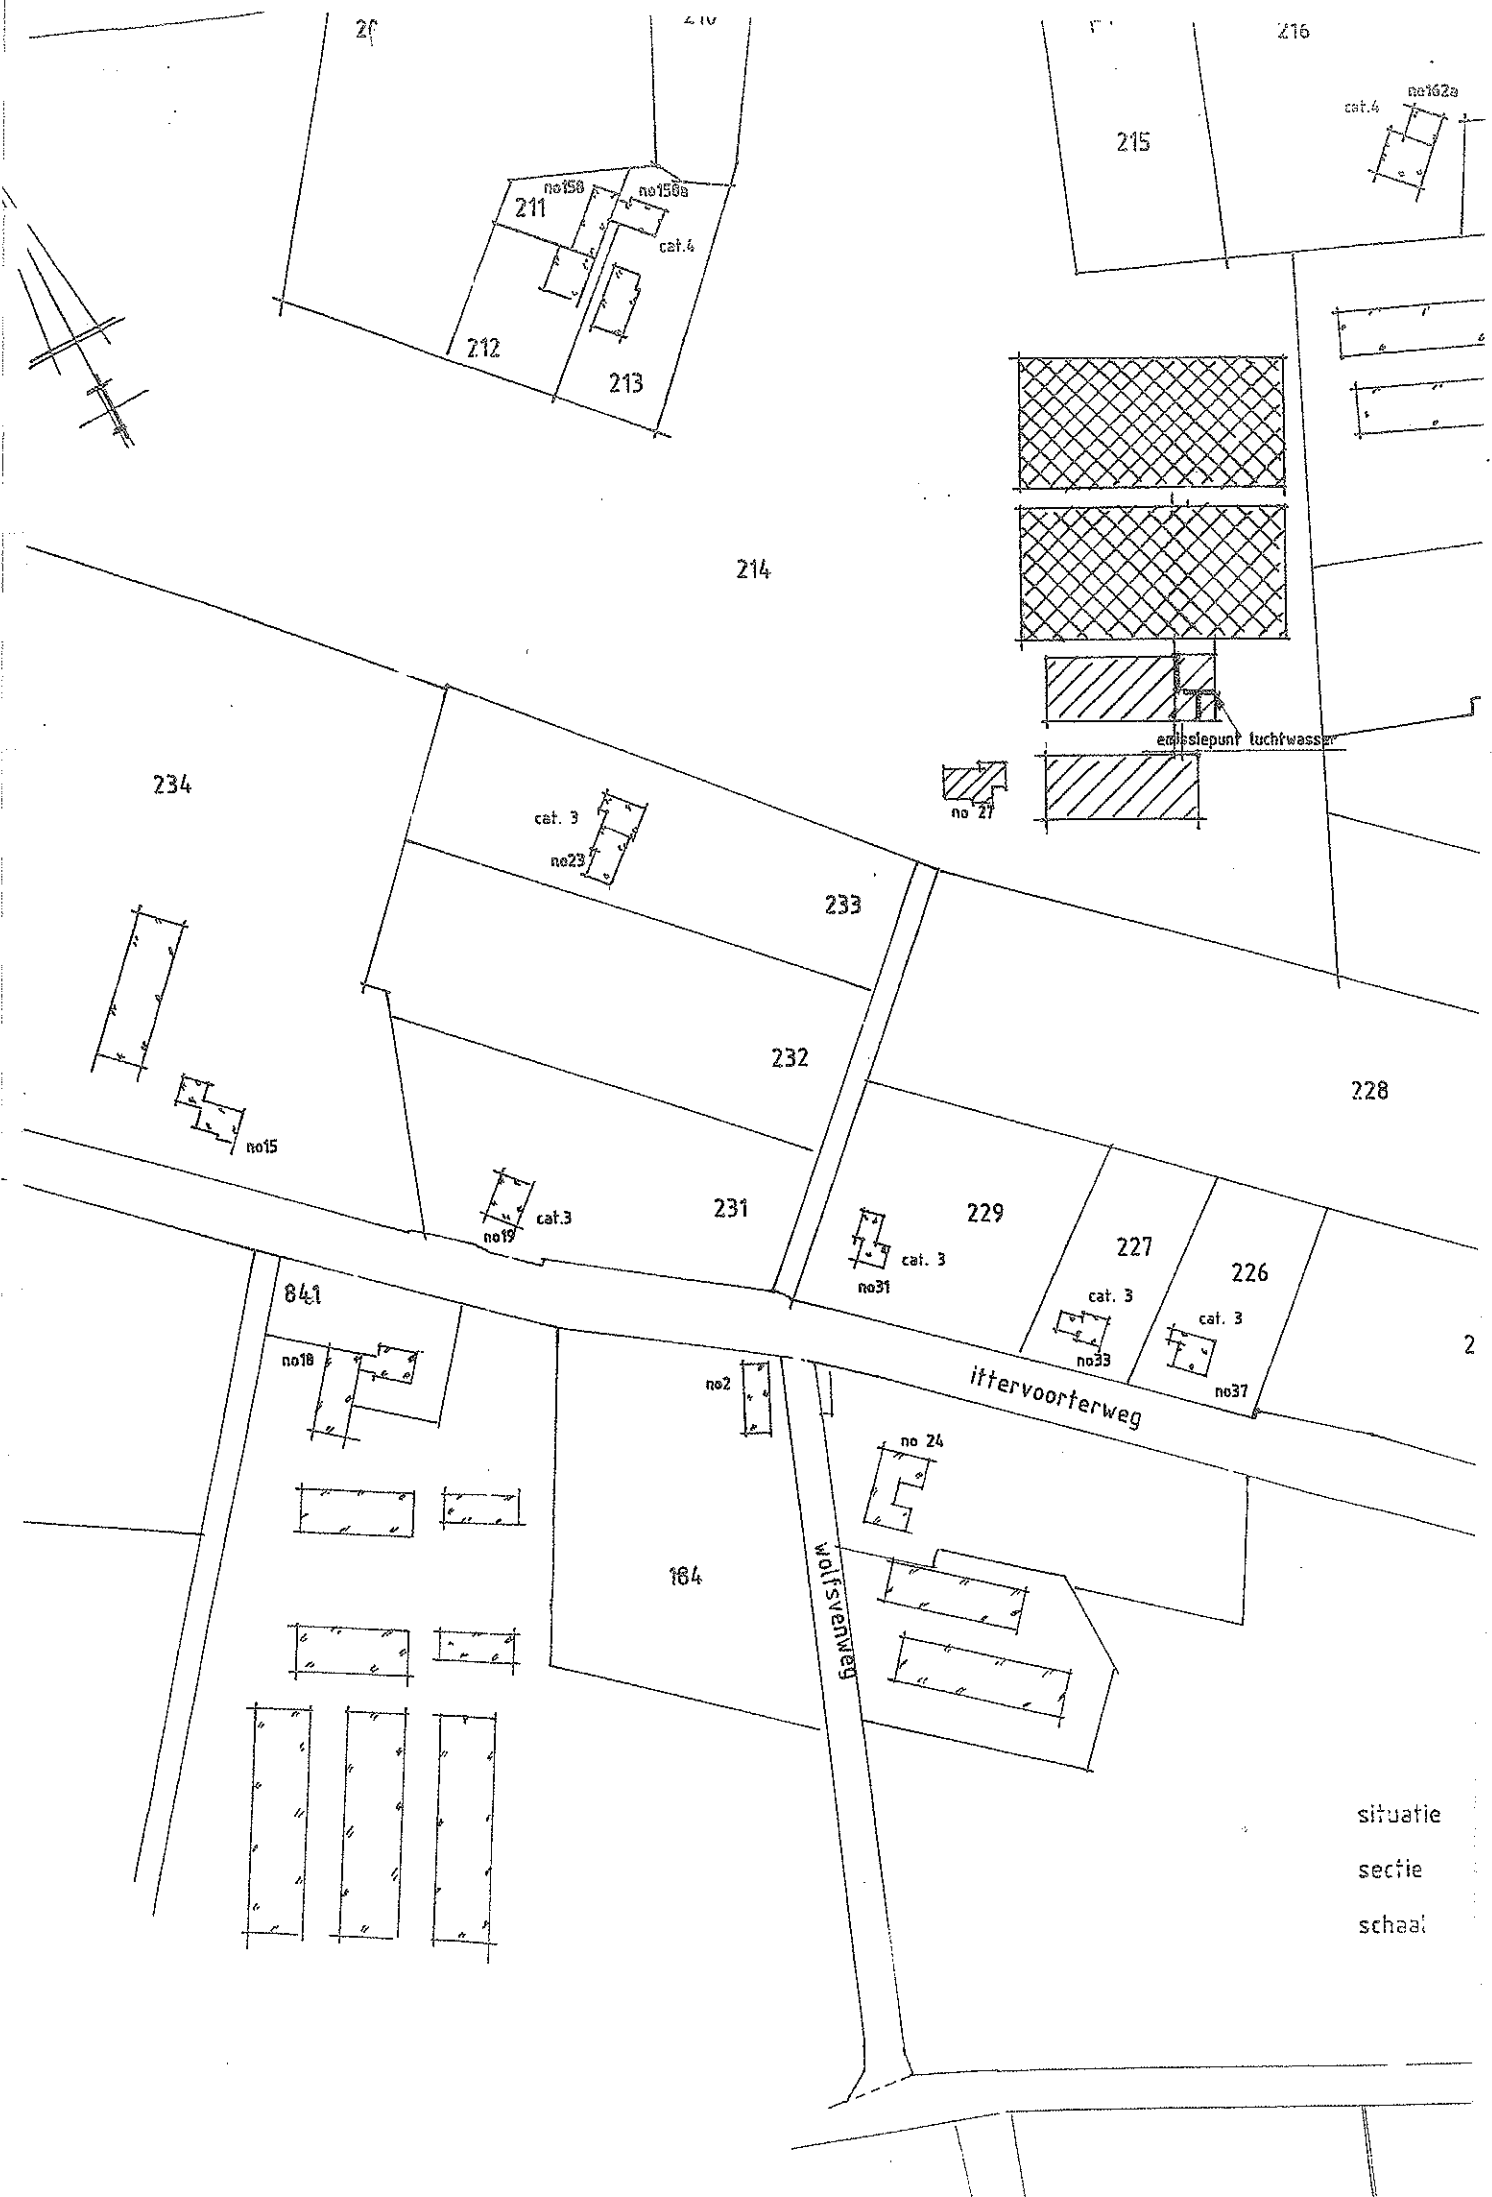 216
no162a
cat.4
215
no158
no158a
211
cat.4
212
213
214
emissiepunt luchtwasser
234
no 27
cat. 3
no23
233
232
228
no15
231
229
cat.3
no19
227
226
cat. 3
no31
841
cat. 3
cat. 3
no18
no33
no2
no37
ittervoorterweg
no 24
184
wolfsvenweg
situatie
sectie
schaal